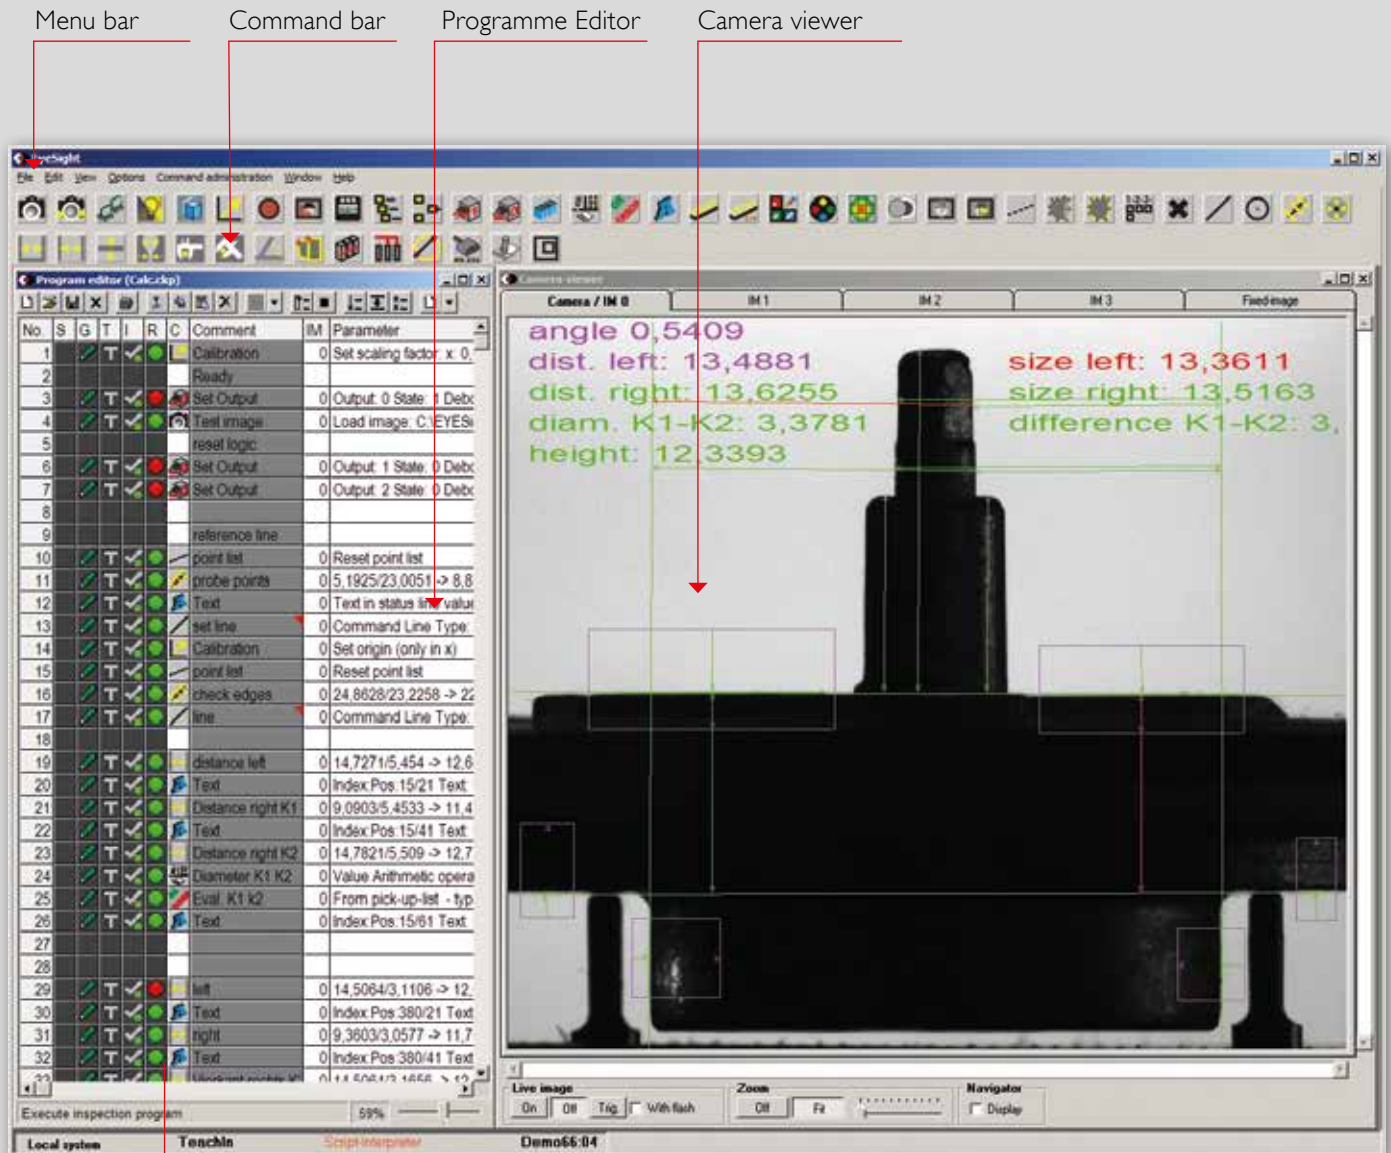 Menu bar Command bar Programme Editor Camera viewer
EyeSight
File Edit View Options Command administration Window Help
Program editor (Calc.ckp)
Camera viewer
Camera / IM 0 IM 1 IM 2 IM 3 Fixed-image
No. S G T I R C Comment IM Parameter
1 T Calibration 0 Set scaling factor: x: 0,
2 Ready
3 T Set Output 0 Output: 0 State: 1 Debo
4 T Test image 0 Load image: C:\EYESi
5 reset logic
6 T Set Output 0 Output: 1 State: 0 Debo
7 T Set Output 0 Output: 2 State: 0 Debo
8
9 reference line
10 T point list 0 Reset point list
11 T probe points 0 5,1925/23,0051 -> 8,8
12 T Text 0 Text in status line value
13 T set line 0 Command Line Type:
14 T Calibration 0 Set origin (only in x)
15 T point list 0 Reset point list
16 T check edges 0 24,8628/23,2258 -> 22
17 T line 0 Command Line Type:
18
19 T distance left 0 14,7271/5,454 -> 12,6
20 T Text 0 Index:Pos:15/21 Text:
21 T Distance right K1 0 9,0903/5,4533 -> 11,4
22 T Text 0 Index:Pos:15/41 Text:
23 T Distance right K2 0 14,7821/5,509 -> 12,7
24 T Diameter K1 K2 0 Value Arithmetic opera
25 T Eval. K1 k2 0 From pick-up-list - typ
26 T Text 0 Index:Pos:15/61 Text:
27
28
29 T left 0 14,5064/3,1106 -> 12,
30 T Text 0 Index:Pos:380/21 Text
31 T right 0 9,3603/3,0577 -> 11,7
32 T Text 0 Index:Pos:380/41 Text
angle 0,5409
dist. left: 13,4881 size left: 13,3611
dist. right: 13,6255 size right: 13,5163
diam. K1-K2: 3,3781 difference K1-K2: 3,
height: 12,3393
Live image Zoom Navigator
On Off Trig. With flash Off Fit Display
Execute inspection program 59%
Local system TeachIn Script-Interpreter Demo66:04